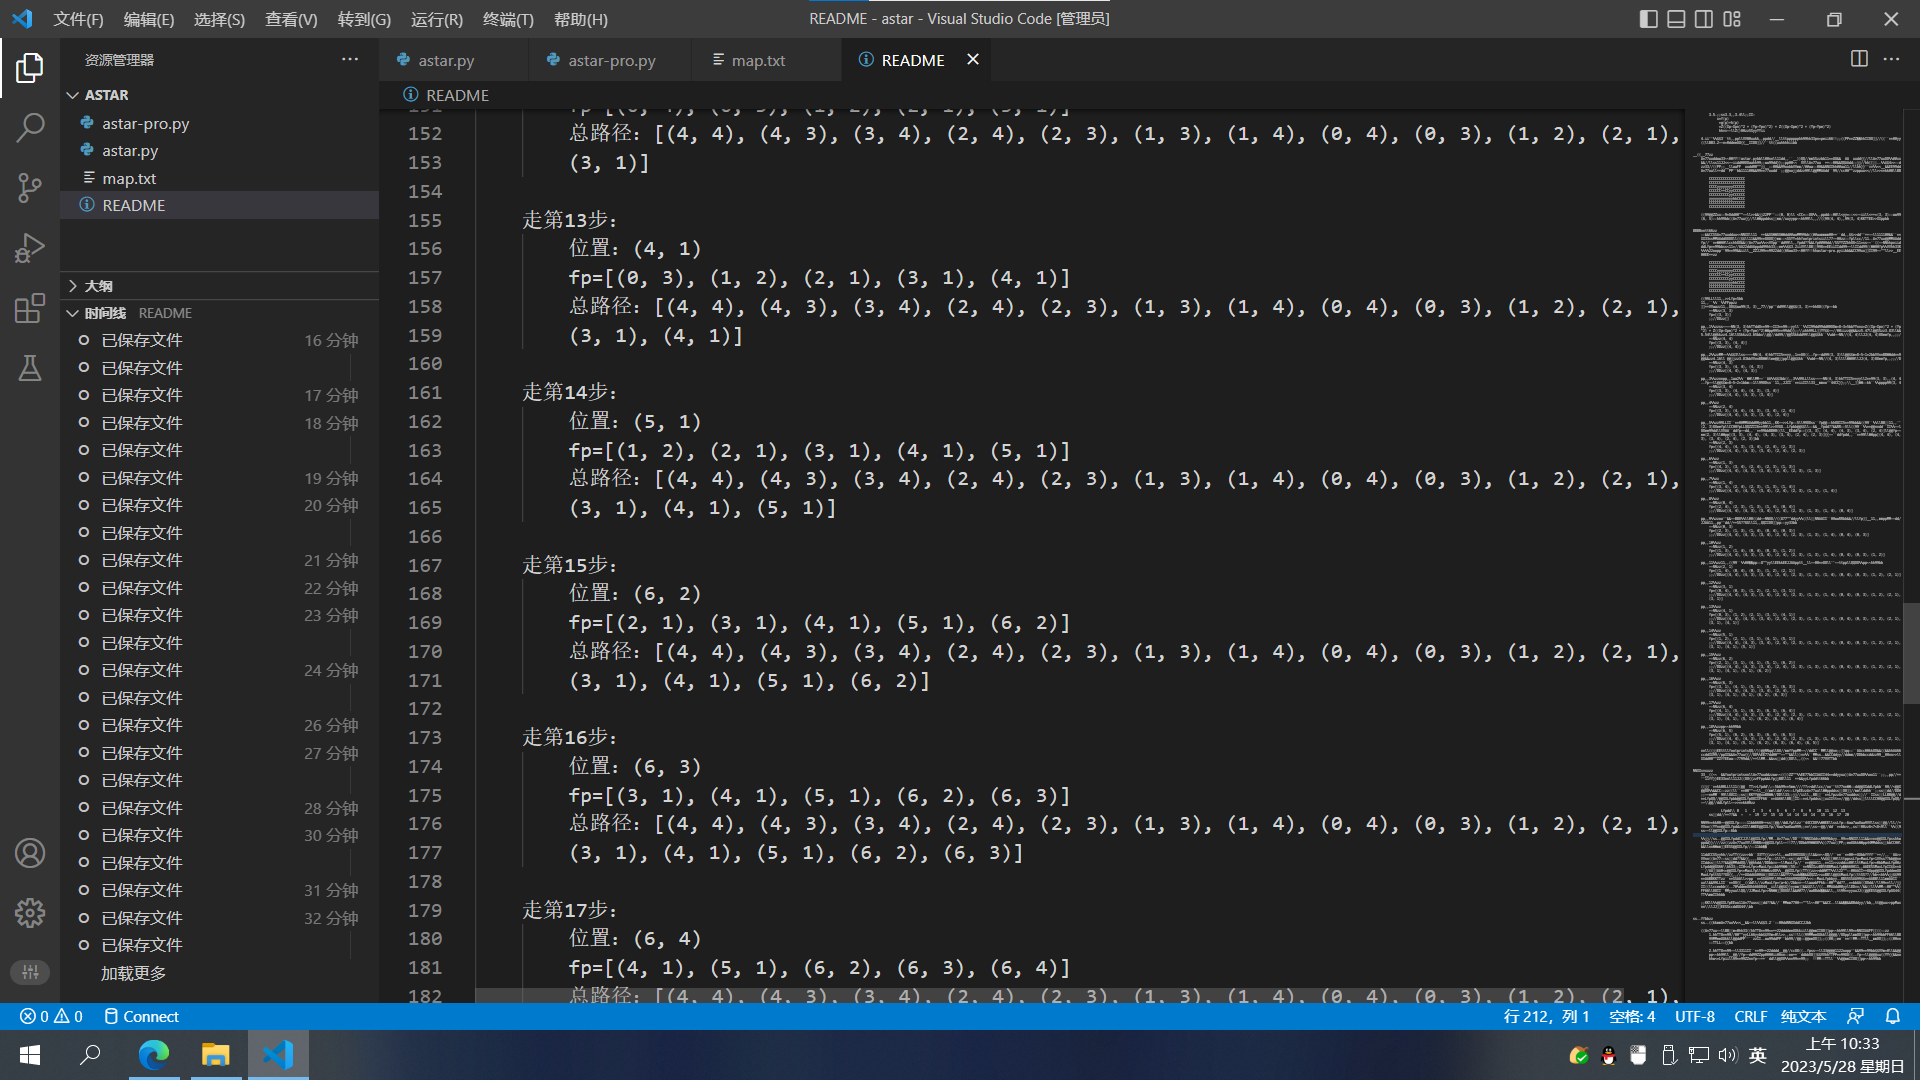 文件(F) 编辑(E) 选择(S) 查看(V) 转到(G) 运行(R) 终端(T) 帮助(H)
README - astar - Visual Studio Code [管理员]
资源管理器
ASTAR
astar-pro.py
astar.py
map.txt
README
大纲
时间线 README
已保存文件 16 分钟
已保存文件
已保存文件 17 分钟
已保存文件 18 分钟
已保存文件
已保存文件 19 分钟
已保存文件 20 分钟
已保存文件
已保存文件 21 分钟
已保存文件 22 分钟
已保存文件 23 分钟
已保存文件
已保存文件 24 分钟
已保存文件
已保存文件 26 分钟
已保存文件 27 分钟
已保存文件
已保存文件 28 分钟
已保存文件 30 分钟
已保存文件
已保存文件 31 分钟
已保存文件 32 分钟
已保存文件
加载更多
astar.py astar-pro.py map.txt README
README
152 总路径: [(4, 4), (4, 3), (3, 4), (2, 4), (2, 3), (1, 3), (1, 4), (0, 4), (0, 3), (1, 2), (2, 1),
153 (3, 1)]
154
155 走第13步:
156 位置: (4, 1)
157 fp=[(0, 3), (1, 2), (2, 1), (3, 1), (4, 1)]
158 总路径: [(4, 4), (4, 3), (3, 4), (2, 4), (2, 3), (1, 3), (1, 4), (0, 4), (0, 3), (1, 2), (2, 1),
159 (3, 1), (4, 1)]
160
161 走第14步:
162 位置: (5, 1)
163 fp=[(1, 2), (2, 1), (3, 1), (4, 1), (5, 1)]
164 总路径: [(4, 4), (4, 3), (3, 4), (2, 4), (2, 3), (1, 3), (1, 4), (0, 4), (0, 3), (1, 2), (2, 1),
165 (3, 1), (4, 1), (5, 1)]
166
167 走第15步:
168 位置: (6, 2)
169 fp=[(2, 1), (3, 1), (4, 1), (5, 1), (6, 2)]
170 总路径: [(4, 4), (4, 3), (3, 4), (2, 4), (2, 3), (1, 3), (1, 4), (0, 4), (0, 3), (1, 2), (2, 1),
171 (3, 1), (4, 1), (5, 1), (6, 2)]
172
173 走第16步:
174 位置: (6, 3)
175 fp=[(3, 1), (4, 1), (5, 1), (6, 2), (6, 3)]
176 总路径: [(4, 4), (4, 3), (3, 4), (2, 4), (2, 3), (1, 3), (1, 4), (0, 4), (0, 3), (1, 2), (2, 1),
177 (3, 1), (4, 1), (5, 1), (6, 2), (6, 3)]
178
179 走第17步:
180 位置: (6, 4)
181 fp=[(4, 1), (5, 1), (6, 2), (6, 3), (6, 4)]
182 总路径: [(4, 4), (4, 3), (3, 4), (2, 4), (2, 3), (1, 3), (1, 4), (0, 4), (0, 3), (1, 2), (2, 1),
0 0 Connect
行 212，列 1 空格: 4 UTF-8 CRLF 纯文本
英
上午 10:33
2023/5/28 星期日